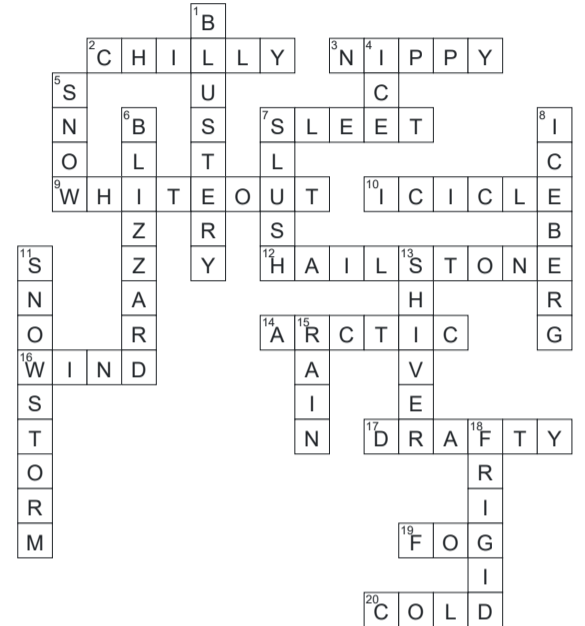 1 B
2 C H I L L Y 3 N 4 I P P Y
5 S U C
N 6 B S 7 S L E E T 8 I
O L T L C
9 W H I T E O U T 10 I C I C L E
Z R S B
11 S Z Y 12 H A I L 13 S T O N E
N A H R
O R 14 A 15 R C T I C G
16 W I N D A V
S I E
T N 17 D R A 18 F T Y
O R
R I
M 19 F O G
I
20 C O L D